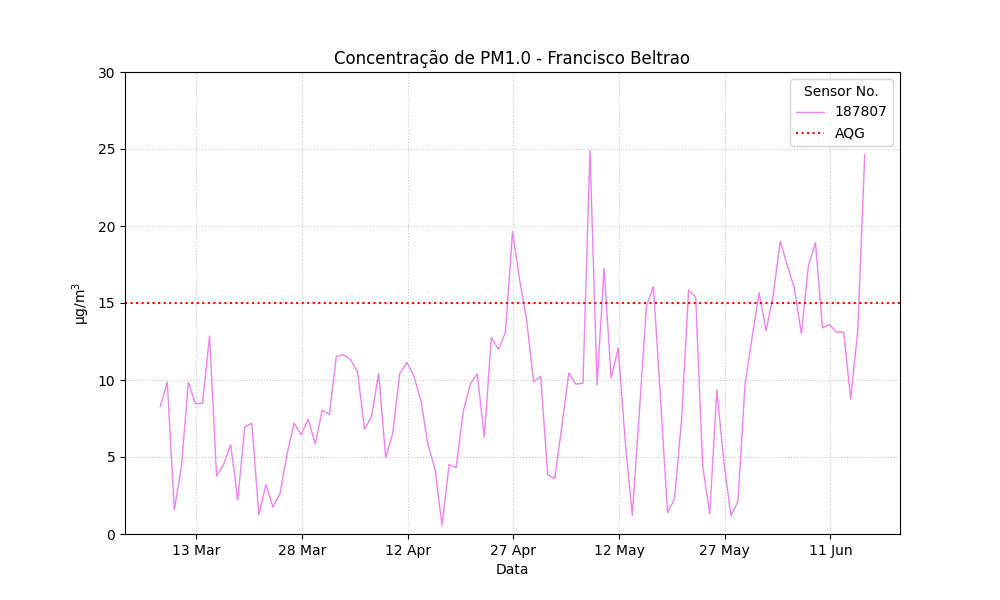 Concentração de PM1.0 - Francisco Beltrao
Sensor No.
187807
AQG
µg/m³
30
25
20
15
10
5
0
13 Mar
28 Mar
12 Apr
27 Apr
12 May
27 May
11 Jun
Data